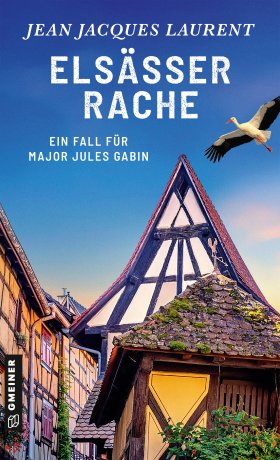 JEAN JACQUES LAURENT
ELSÄSSER
RACHE
EIN FALL FÜR
MAJOR JULES GABIN
GMEINER